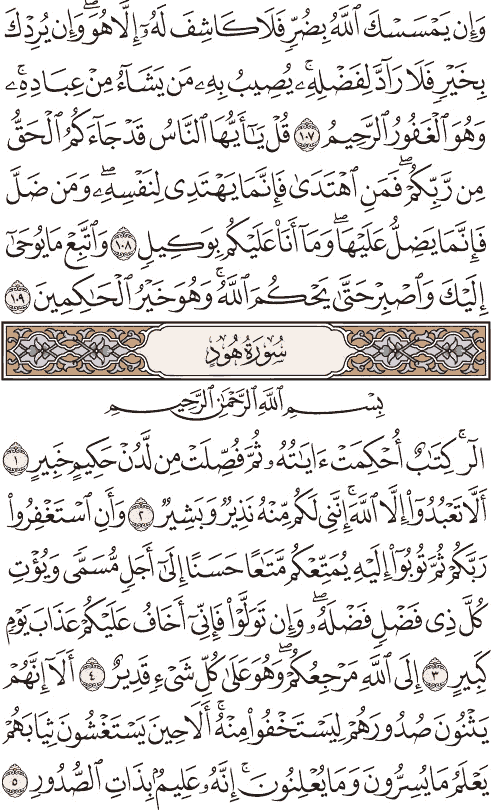 وَإِن يَمْسَسْكَ ٱللَّهُ بِضُرٍّۢ فَلَا كَاشِفَ لَهُۥٓ إِلَّا هُوَۖ وَإِن يُرِدْكَ
بِخَيْرٍۢ فَلَا رَآدَّ لِفَضْلِهِۦۚ يُصِيبُ بِهِۦ مَن يَشَآءُ مِنْ عِبَادِهِۦۚ
وَهُوَ ٱلْغَفُورُ ٱلرَّحِيمُ ١٠٧ قُلْ يَٰٓأَيُّهَا ٱلنَّاسُ قَدْ جَآءَكُمُ ٱلْحَقُّ
مِن رَّبِّكُمْۖ فَمَنِ ٱهْتَدَىٰ فَإِنَّمَا يَهْتَدِى لِنَفْسِهِۦۖ وَمَن ضَلَّ
فَإِنَّمَا يَضِلُّ عَلَيْهَاۖ وَمَآ أَنَا۠ عَلَيْكُم بِوَكِيلٍۢ ١٠٨ وَٱتَّبِعْ مَا يُوحَىٰٓ
إِلَيْكَ وَٱصْبِرْ حَتَّىٰ يَحْكُمَ ٱللَّهُۚ وَهُوَ خَيْرُ ٱلْحَٰكِمِينَ ١٠٩
سُورَةُ هُودٍ
بِسْمِ ٱللَّهِ ٱلرَّحْمَٰنِ ٱلرَّحِيمِ
الٓرۚ كِتَٰبٌ أُحْكِمَتْ ءَايَٰتُهُۥ ثُمَّ فُصِّلَتْ مِن لَّدُنْ حَكِيمٍ خَبِيرٍ ١
أَلَّا تَعْبُدُوٓا۟ إِلَّا ٱللَّهَۚ إِنَّنِى لَكُم مِّنْهُ نَذِيرٌۭ وَبَشِيرٌۭ ٢ وَأَنِ ٱسْتَغْفِرُوا۟
رَبَّكُمْ ثُمَّ تُوبُوٓا۟ إِلَيْهِ يُمَتِّعْكُم مَّتَٰعًا حَسَنًا إِلَىٰٓ أَجَلٍۢ مُّسَمًّۭى وَيُؤْتِ
كُلَّ ذِى فَضْلٍۢ فَضْلَهُۥۖ وَإِن تَوَلَّوْا۟ فَإِنِّىٓ أَخَافُ عَلَيْكُمْ عَذَابَ يَوْمٍۢ
كَبِيرٍ ٣ إِلَى ٱللَّهِ مَرْجِعُكُمْۖ وَهُوَ عَلَىٰ كُلِّ شَىْءٍۢ قَدِيرٌ ٤ أَلَآ إِنَّهُمْ
يَثْنُونَ صُدُورَهُمْ لِيَسْتَخْفُوا۟ مِنْهُۚ أَلَا حِينَ يَسْتَغْشُونَ ثِيَابَهُمْ
يَعْلَمُ مَا يُسِرُّونَ وَمَا يُعْلِنُونَۚ إِنَّهُۥ عَلِيمٌۢ بِذَاتِ ٱلصُّدُورِ ٥